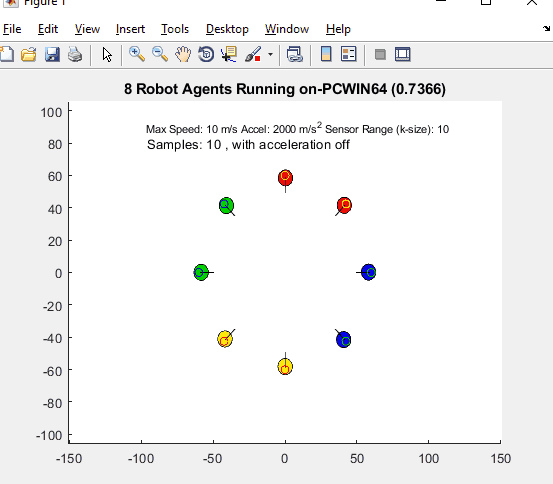 Figure 1
File Edit View Insert Tools Desktop Window Help
8 Robot Agents Running on-PCWIN64 (0.7366)
Max Speed: 10 m/s Accel: 2000 m/s² Sensor Range (k-size): 10
Samples: 10 , with acceleration off
100
80
60
40
20
0
-20
-40
-60
-80
-100
-150 -100 -50 0 50 100 150